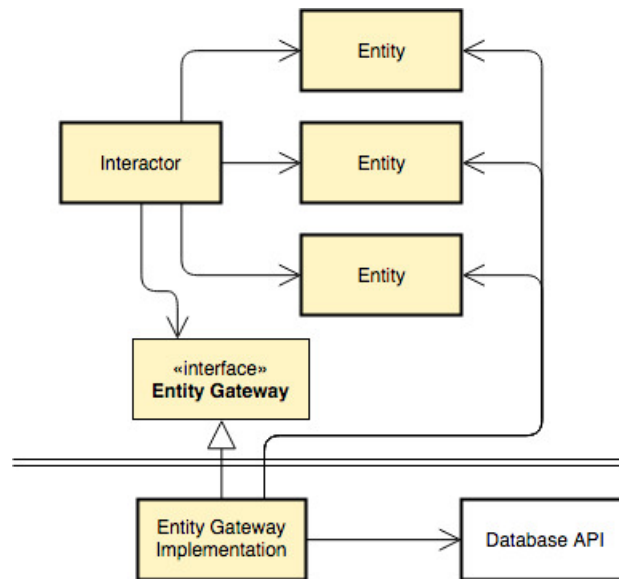 Entity
Interactor
Entity
Entity
«interface»
Entity Gateway
Entity Gateway
Implementation
Database API